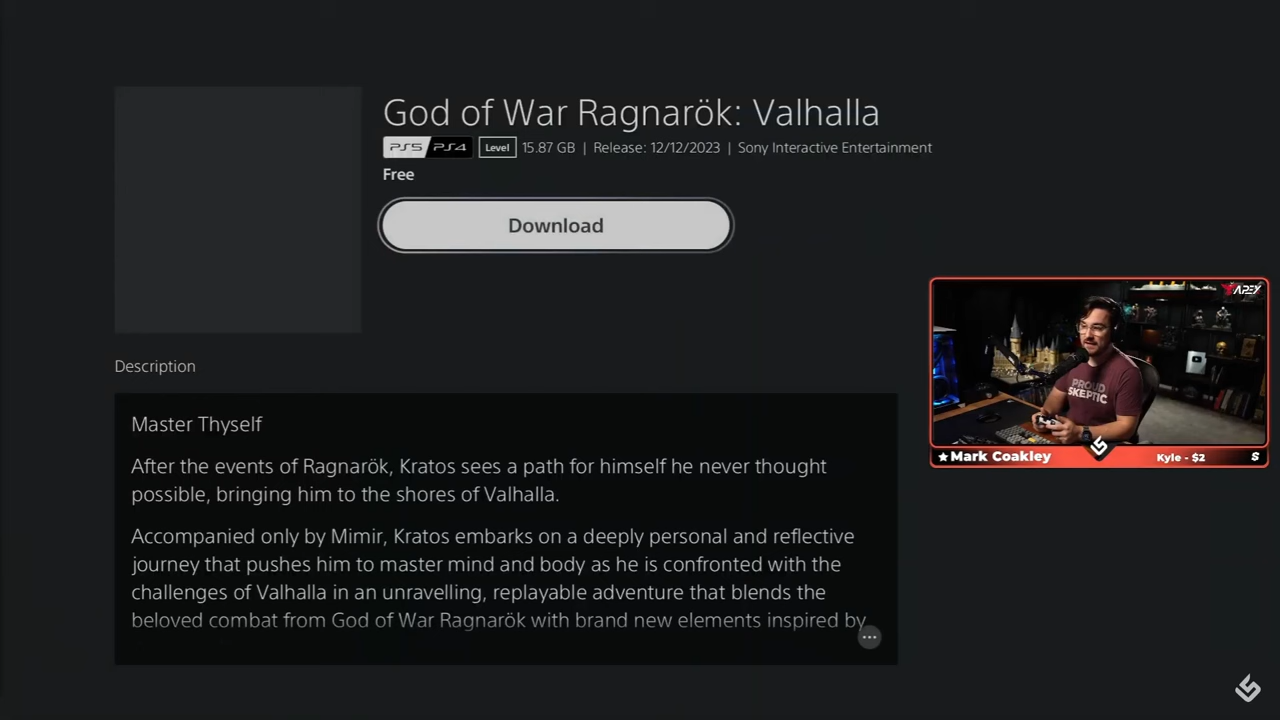 God of War Ragnarök: Valhalla
PS5 PS4 Level 15.87 GB | Release: 12/12/2023 | Sony Interactive Entertainment
Free
Download
APEX
PROUD
SKEPTIC
Mark Coakley Kyle - $2 S
Description
Master Thyself
After the events of Ragnarök, Kratos sees a path for himself he never thought
possible, bringing him to the shores of Valhalla.
Accompanied only by Mimir, Kratos embarks on a deeply personal and reflective
journey that pushes him to master mind and body as he is confronted with the
challenges of Valhalla in an unravelling, replayable adventure that blends the
beloved combat from God of War Ragnarök with brand new elements inspired by